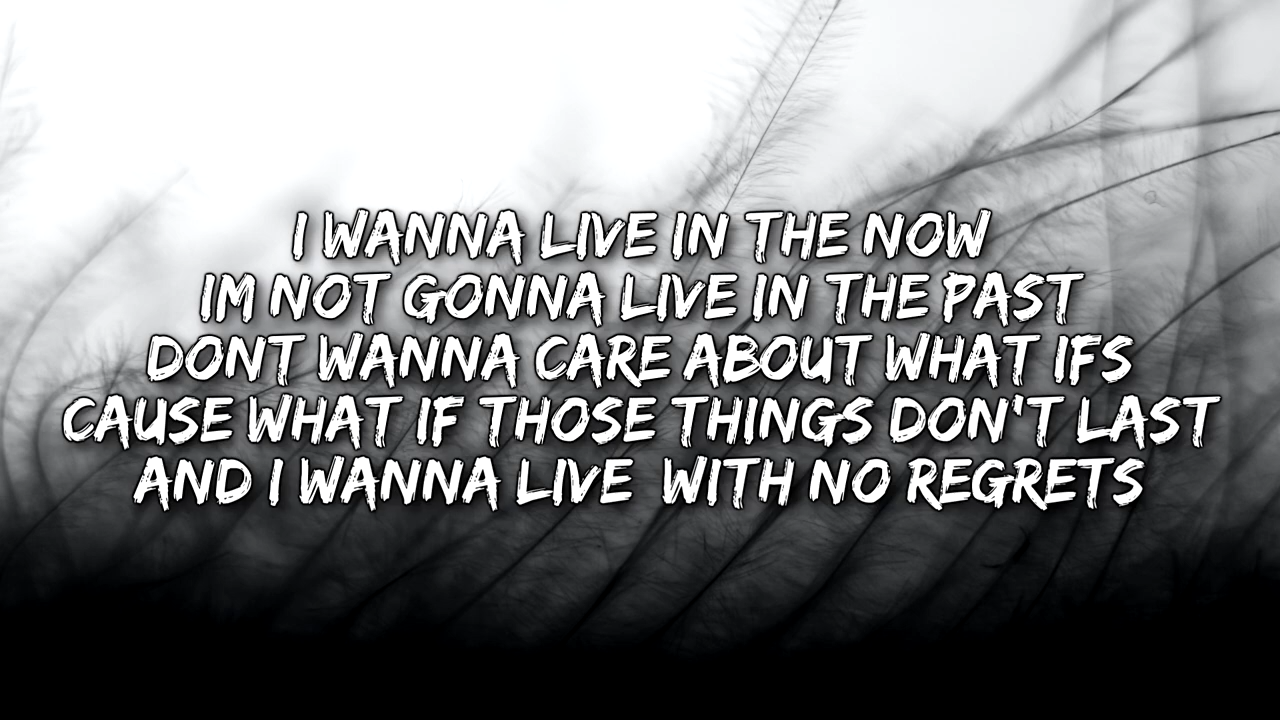 I WANNA LIVE IN THE NOW
IM NOT GONNA LIVE IN THE PAST
DONT WANNA CARE ABOUT WHAT IFS
CAUSE WHAT IF THOSE THINGS DON'T LAST
AND I WANNA LIVE  WITH NO REGRETS